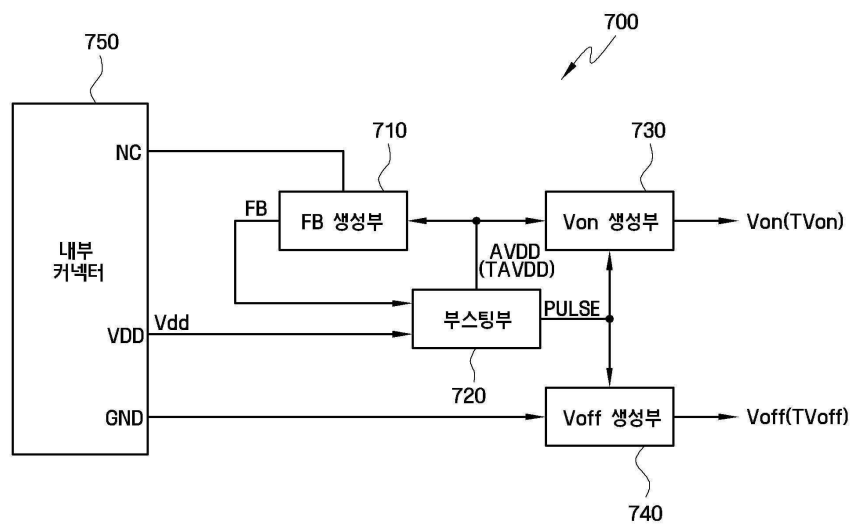 700
750
710
730
NC
FB
FB 생성부
Von 생성부
Von(TVon)
내부
커넥터
AVDD
(TAVDD)
부스팅부
PULSE
VDD
Vdd
720
GND
Voff 생성부
Voff(TVoff)
740